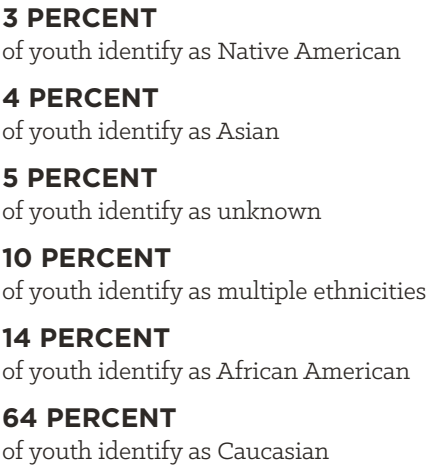 3 PERCENT
of youth identify as Native American
4 PERCENT
of youth identify as Asian
5 PERCENT
of youth identify as unknown
10 PERCENT
of youth identify as multiple ethnicities
14 PERCENT
of youth identify as African American
64 PERCENT
of youth identify as Caucasian